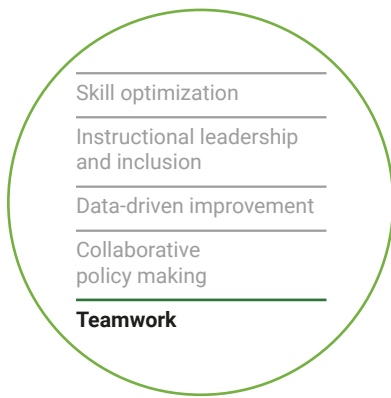 Skill optimization
Instructional leadership
and inclusion
Data-driven improvement
Collaborative
policy making
Teamwork